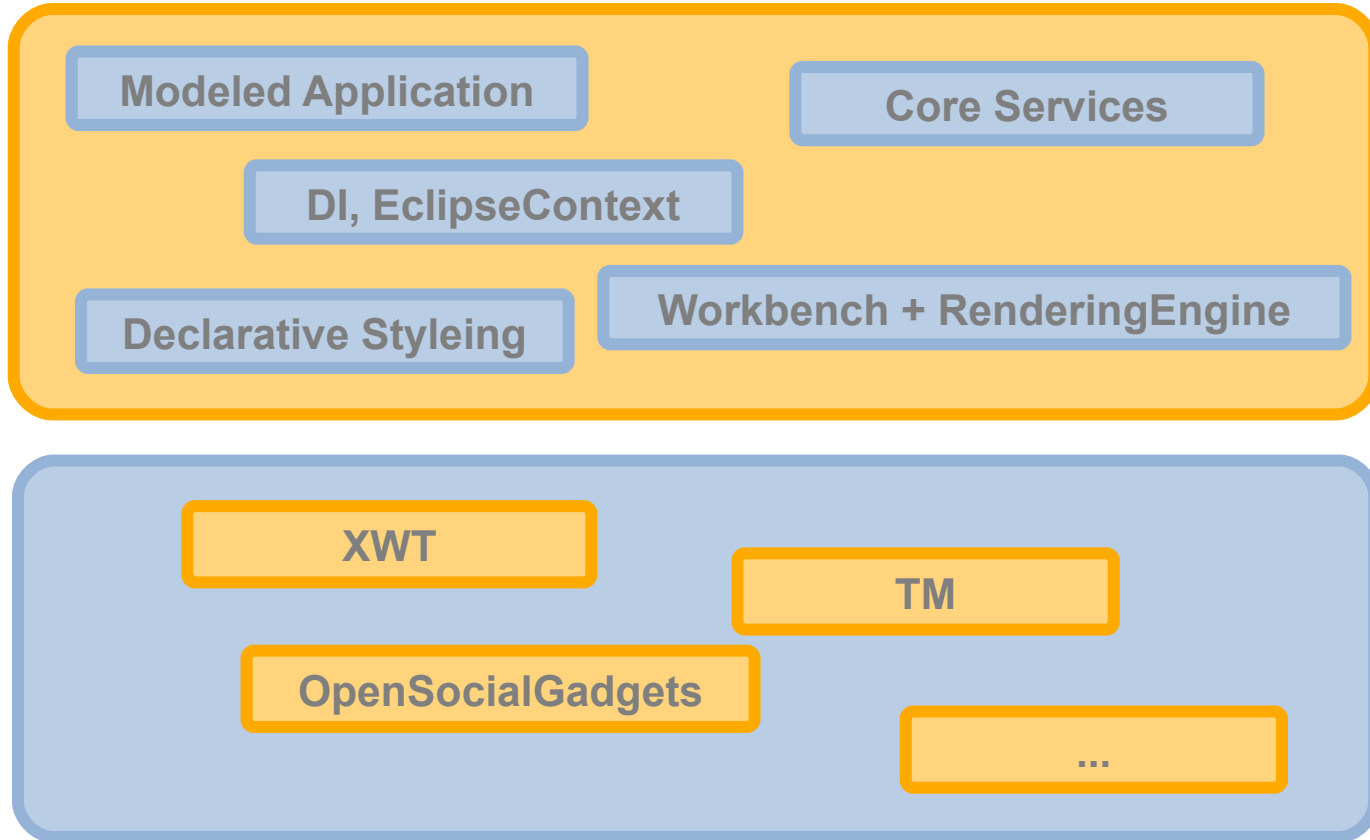 Modeled Application
Core Services
DI, EclipseContext
Workbench + RenderingEngine
Declarative Styleing
XWT
TM
OpenSocialGadgets
...